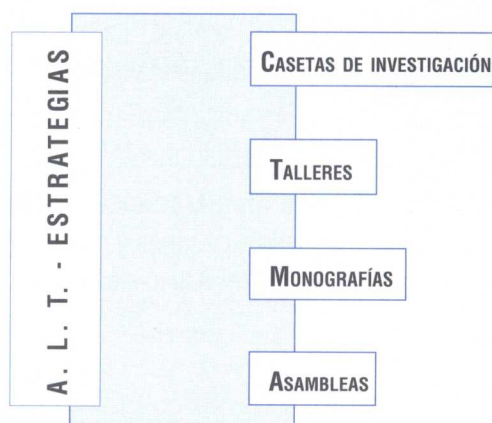 A. L. T. - ESTRATEGIAS
CASETAS DE INVESTIGACIÓN
TALLERES
MONOGRAFÍAS
ASAMBLEAS